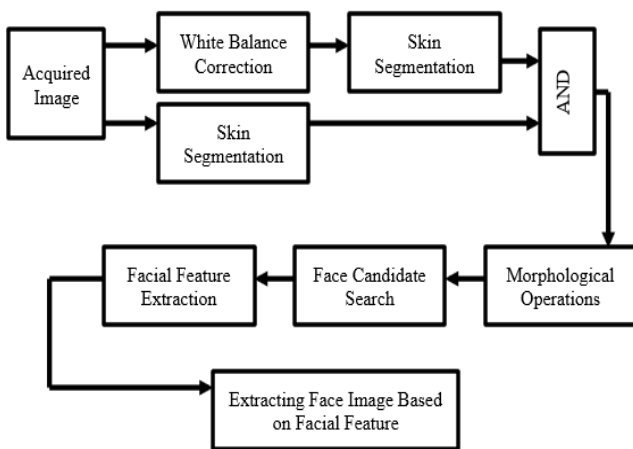 Acquired
Image
White Balance
Correction
Skin
Segmentation
Skin
Segmentation
AND
Facial Feature
Extraction
Face Candidate
Search
Morphological
Operations
Extracting Face Image Based
on Facial Feature